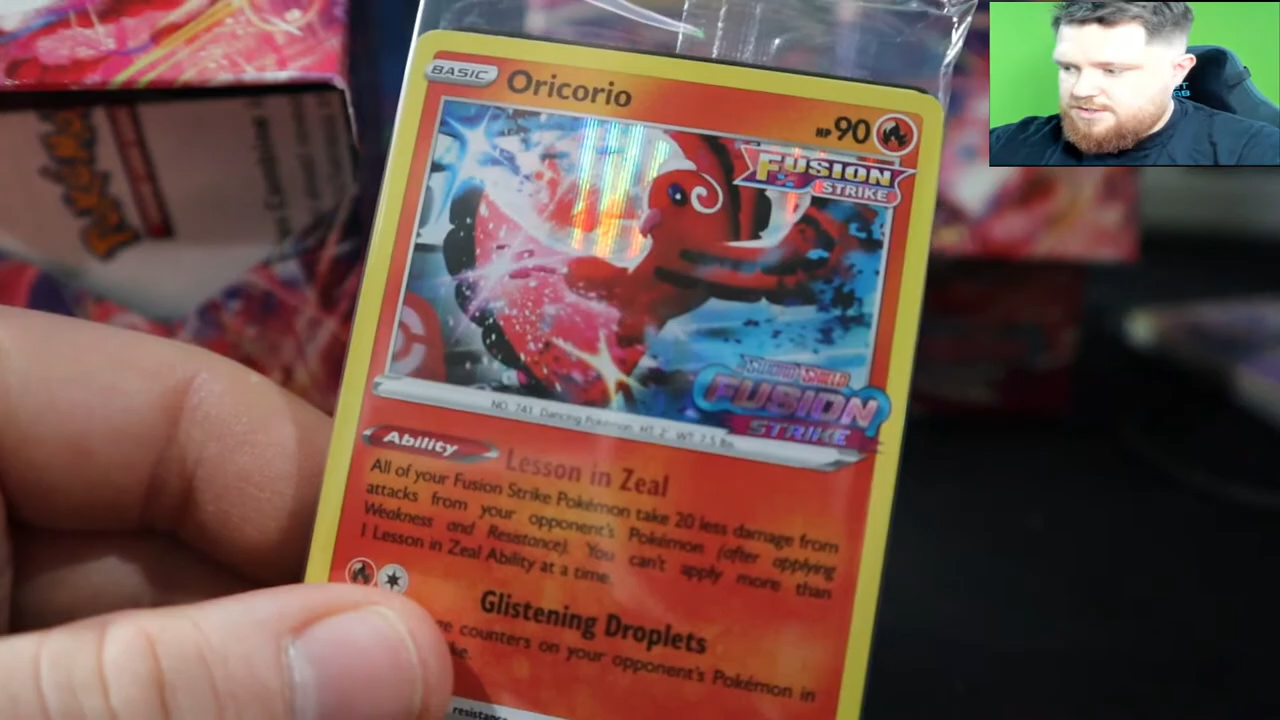 BASIC
Oricorio
HP 90
FUSION
STRIKE
SWORD SHIELD
FUSION
STRIKE
NO. 741 Dancing Pokémon HT: 2' WT: 7.5 lbs.
Ability
Lesson in Zeal
All of your Fusion Strike Pokémon take 20 less damage from
attacks from your opponent's Pokémon (after applying
Weakness and Resistance). You can't apply more than
1 Lesson in Zeal Ability at a time.
Glistening Droplets
counters on your opponent's Pokémon in
resistance